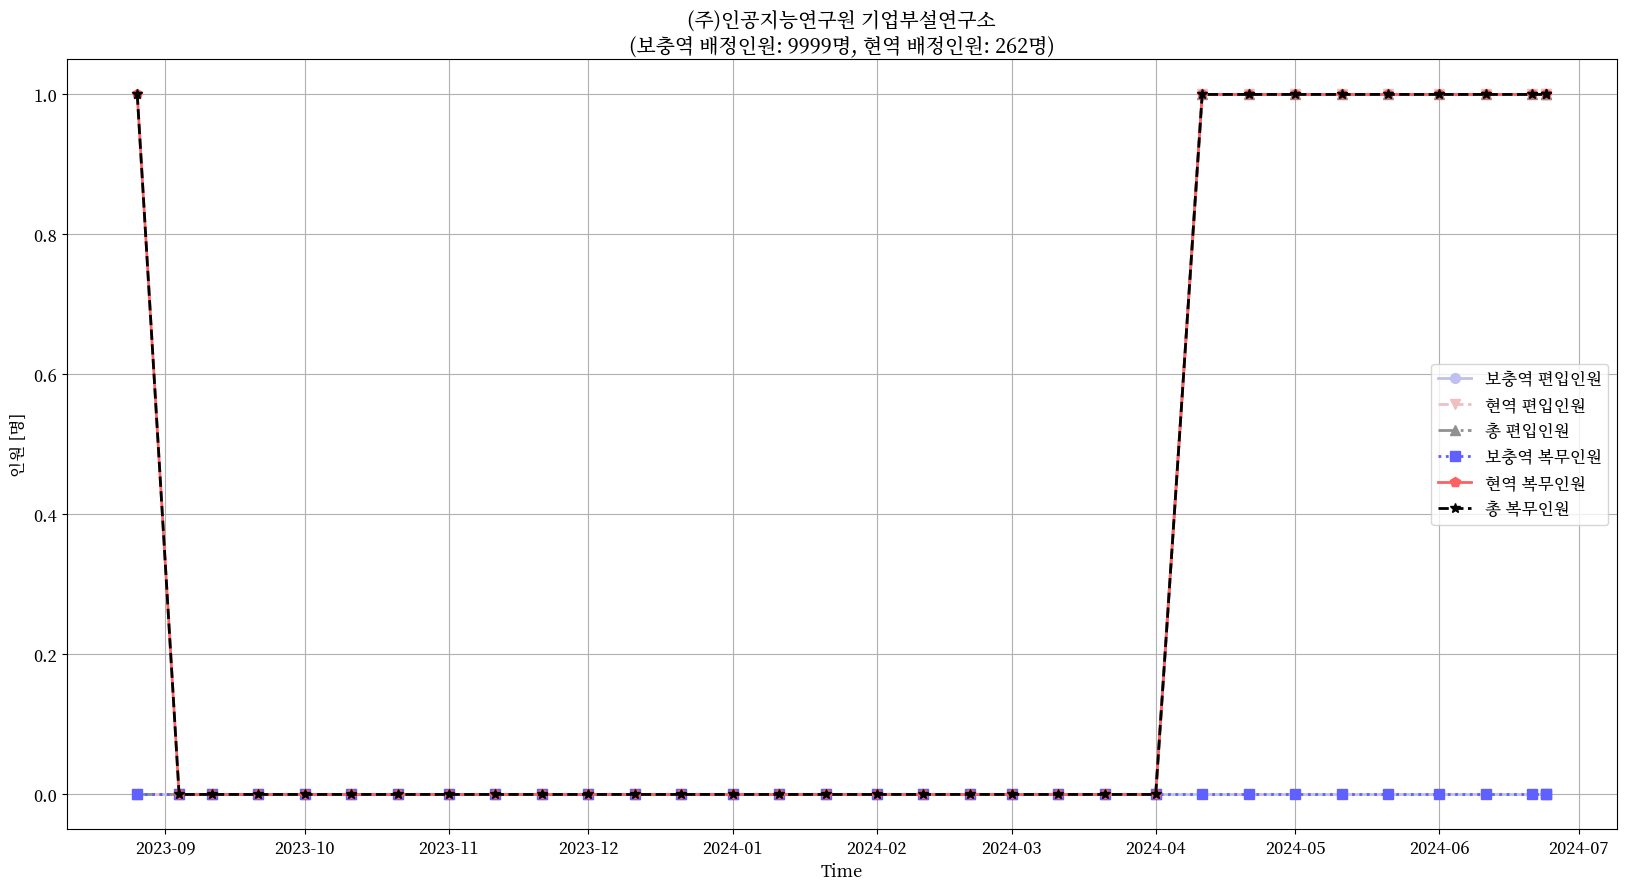 (주)인공지능연구원 기업부설연구소
(보충역 배정인원: 9999명, 현역 배정인원: 262명)
1.0
0.8
0.6
0.4
0.2
0.0
인원 [명]
보충역 편입인원
현역 편입인원
총 편입인원
보충역 복무인원
현역 복무인원
총 복무인원
2023-09
2023-10
2023-11
2023-12
2024-01
2024-02
2024-03
2024-04
2024-05
2024-06
2024-07
Time